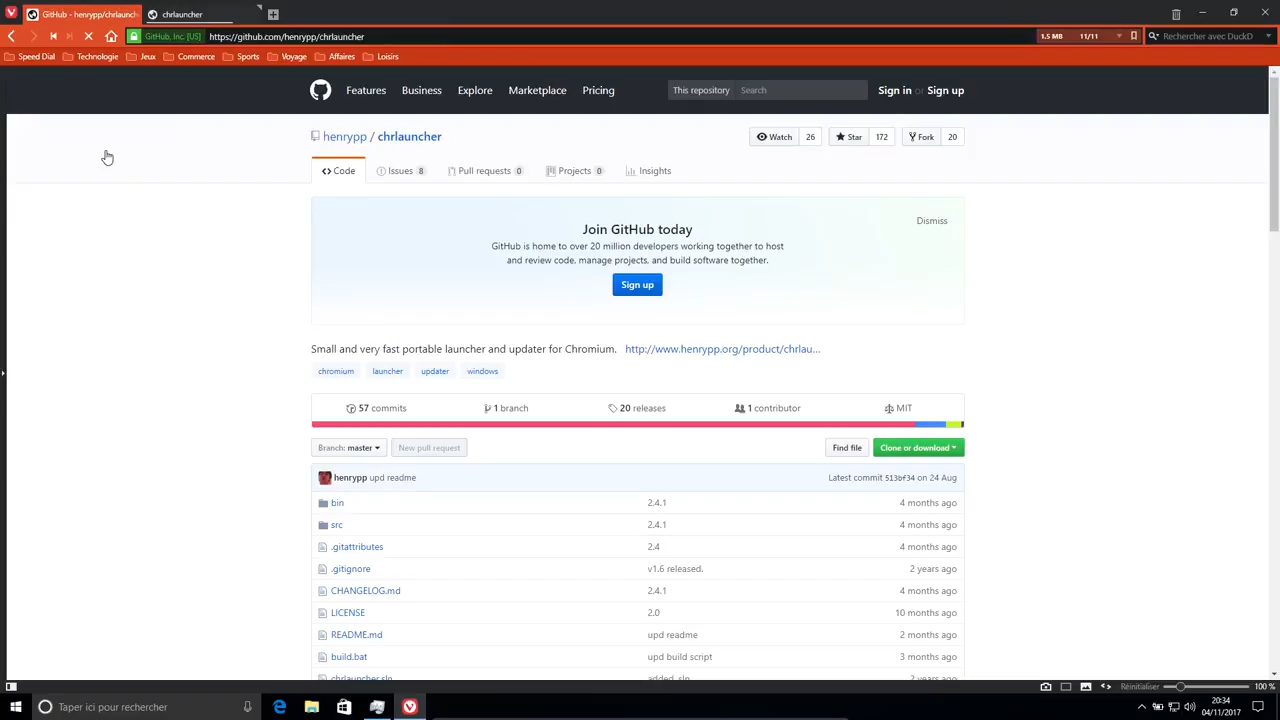 GitHub - henrypp/chrlaunch
chrlauncher
GitHub, Inc. [US]
https://github.com/henrypp/chrlauncher
1.5 MB
11/11
Rechercher avec DuckD
Speed Dial
Technologie
Jeux
Commerce
Sports
Voyage
Affaires
Loisirs
Features
Business
Explore
Marketplace
Pricing
This repository
Search
Sign in or Sign up
henrypp / chrlauncher
Watch 26
Star 172
Fork 20
Code
Issues 8
Pull requests 0
Projects 0
Insights
Dismiss
Join GitHub today
GitHub is home to over 20 million developers working together to host
and review code, manage projects, and build software together.
Sign up
Small and very fast portable launcher and updater for Chromium. http://www.henrypp.org/product/chrlau...
chromium
launcher
updater
windows
57 commits
1 branch
20 releases
1 contributor
MIT
Branch: master
New pull request
Find file
Clone or download
henrypp upd readme
Latest commit 513bf34 on 24 Aug
bin 2.4.1 4 months ago
src 2.4.1 4 months ago
.gitattributes 2.4 4 months ago
.gitignore v1.6 released. 2 years ago
CHANGELOG.md 2.4.1 4 months ago
LICENSE 2.0 10 months ago
README.md upd readme 2 months ago
build.bat upd build script 3 months ago
chrlauncher.sln added .sln 2 years ago
Réinitialiser
100 %
Taper ici pour rechercher
20:34
04/11/2017